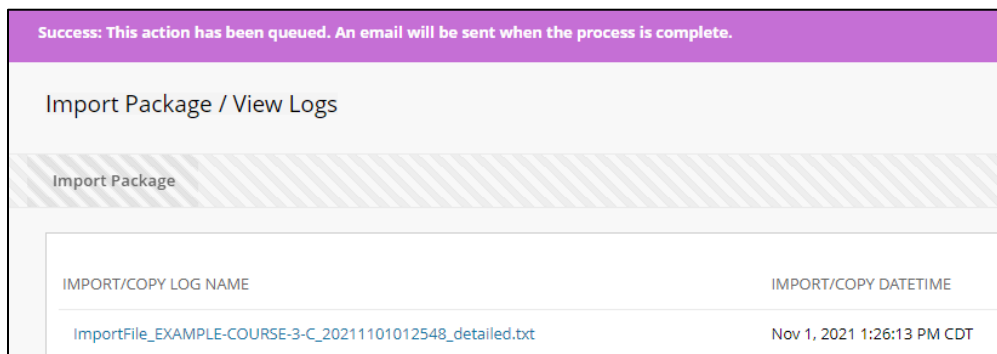 Success: This action has been queued. An email will be sent when the process is complete.
Import Package / View Logs
Import Package
IMPORT/COPY LOG NAME IMPORT/COPY DATETIME
ImportFile_EXAMPLE-COURSE-3-C_20211101012548_detailed.txt Nov 1, 2021 1:26:13 PM CDT